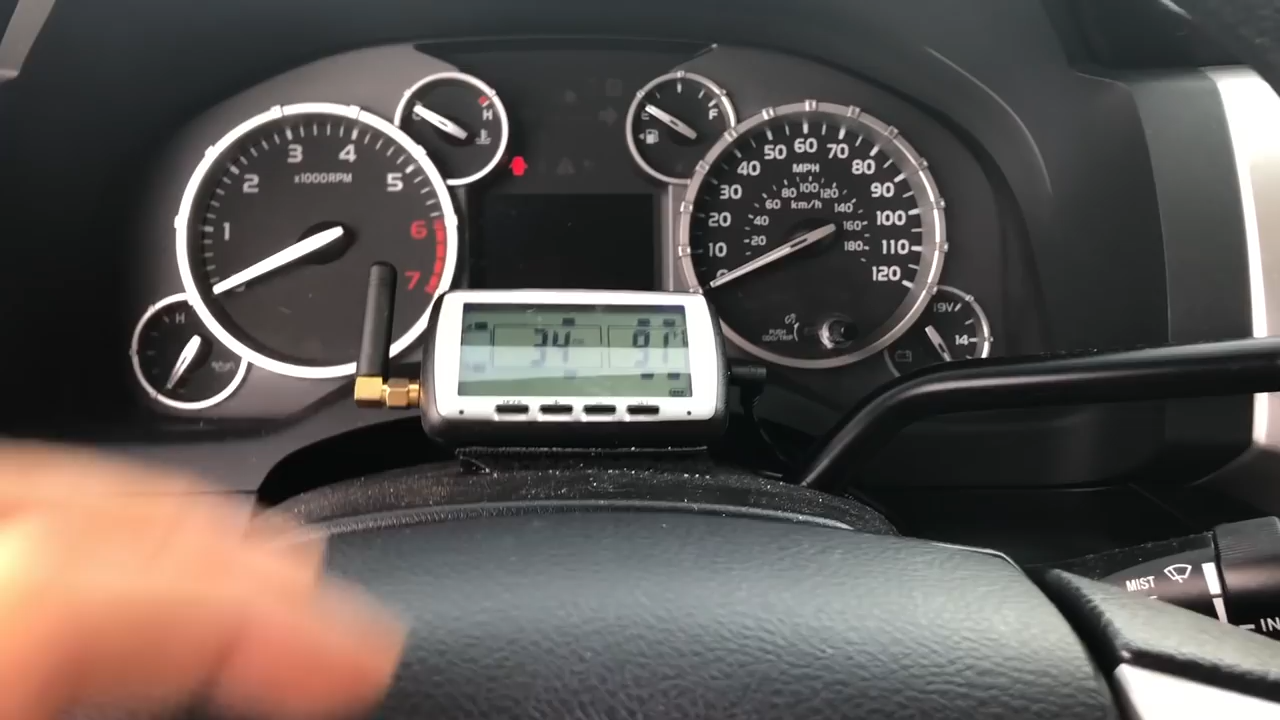 1 2 3 4 5 6 7
x1000RPM
H
F
E
10 20 30 40 50 60 70 80 90 100 110 120
MPH
20 40 60 80 100 120 140 160 180
km/h
H
PUSH
ODO/TRIP
19V
14
34
91
MIST
IN